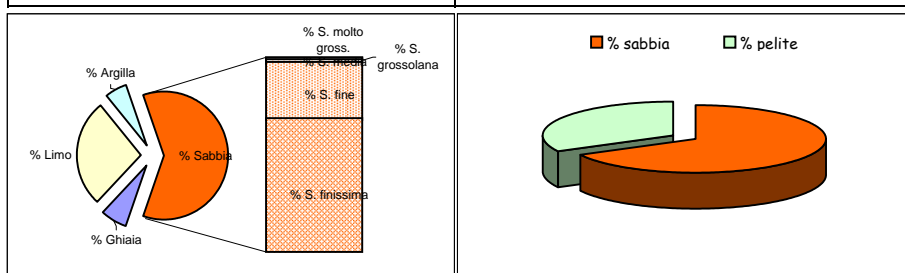 % S. molto
gross.
% S.
grossolana
% S. media
% Argilla
% S. fine
% Limo
% Sabbia
% S. finissima
% Ghiaia
% sabbia
% pelite